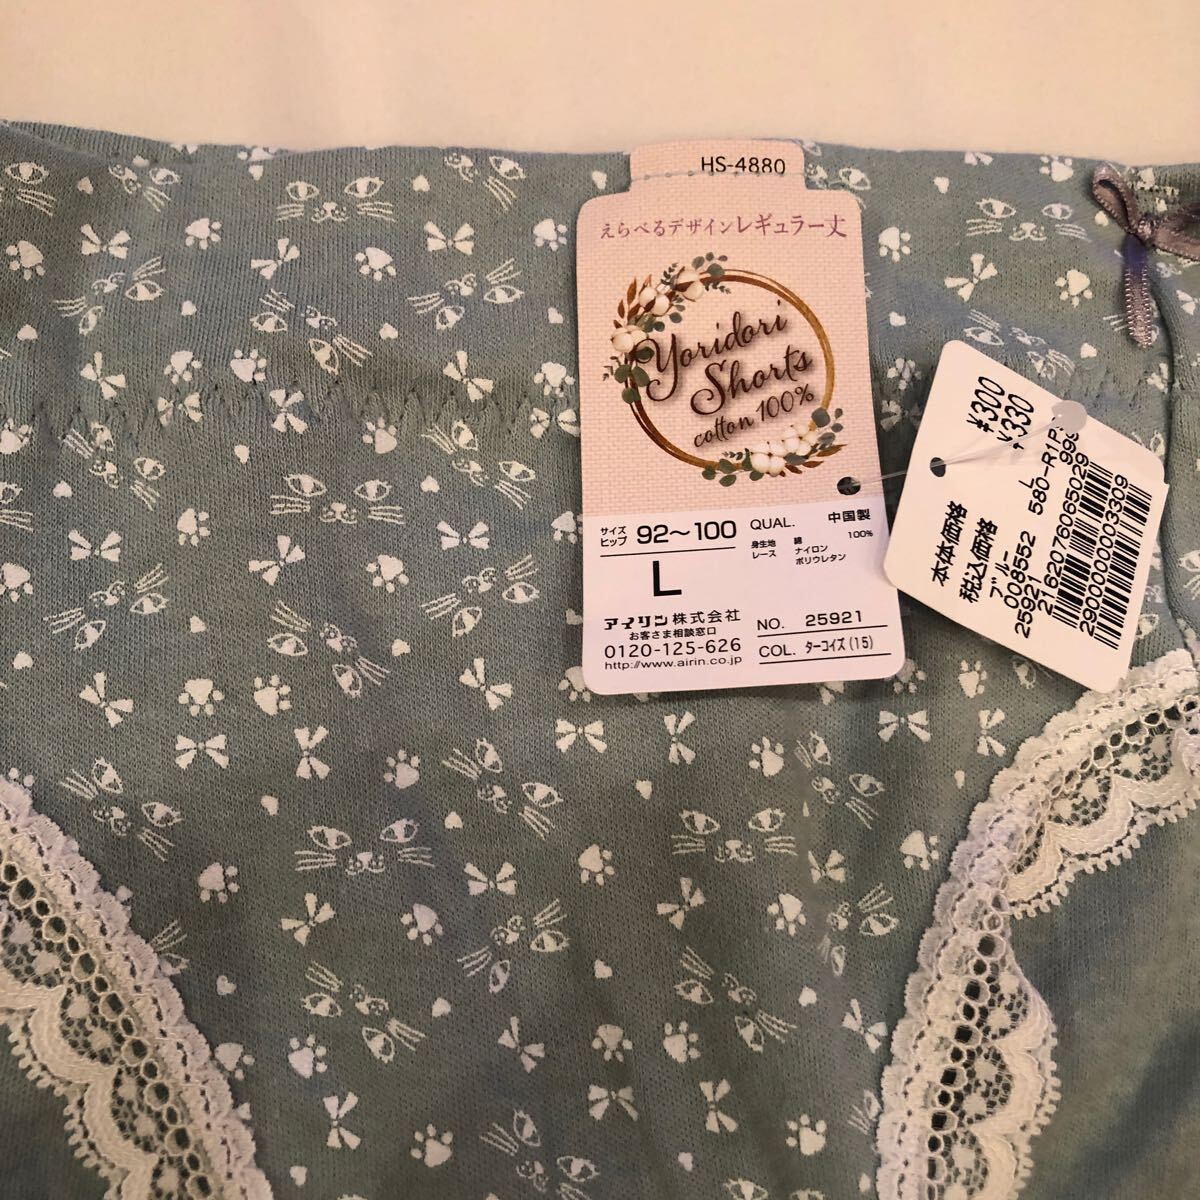 HS-4880
えらべるデザインレギュラー丈
Yoridori
Shorts
cotton 100%
サイズ
ヒップ 92～100
L
QUAL. 中国製
身生地 綿 100%
レース ナイロン
ポリウレタン
アイリン株式会社
お客さま相談窓口
0120-125-626
http://www.airin.co.jp
NO. 25921
COL. ターコイズ(15)
本体価格 ¥300
税込価格 ¥330
ブルー L
008552 580-R1P
25921
2162076065029
2900000003309